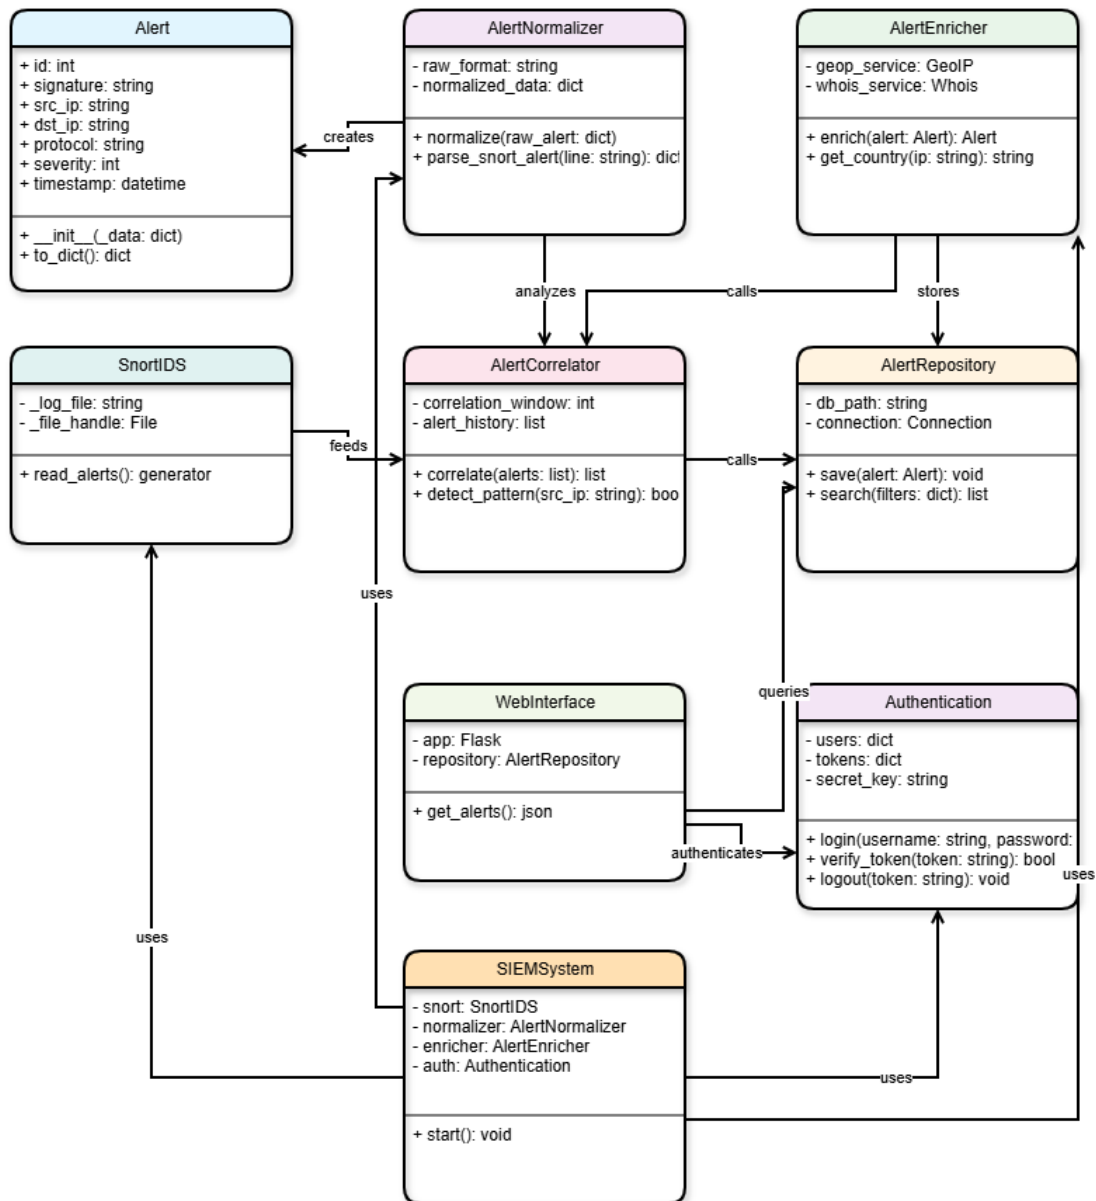 Alert
+ id: int
+ signature: string
+ src_ip: string
+ dst_ip: string
+ protocol: string
+ severity: int
+ timestamp: datetime
+ __init__(_data: dict)
+ to_dict(): dict
creates
AlertNormalizer
- raw_format: string
- normalized_data: dict
+ normalize(raw_alert: dict)
+ parse_snort_alert(line: string): dict
AlertEnricher
- geop_service: GeoIP
- whois_service: Whois
+ enrich(alert: Alert): Alert
+ get_country(ip: string): string
analyzes
calls
stores
SnortIDS
- _log_file: string
- _file_handle: File
+ read_alerts(): generator
feeds
AlertCorrelator
- correlation_window: int
- alert_history: list
+ correlate(alerts: list): list
+ detect_pattern(src_ip: string): boo
calls
AlertRepository
- db_path: string
- connection: Connection
+ save(alert: Alert): void
+ search(filters: dict): list
uses
WebInterface
- app: Flask
- repository: AlertRepository
+ get_alerts(): json
queries
authenticates
Authentication
- users: dict
- tokens: dict
- secret_key: string
+ login(username: string, password:
+ verify_token(token: string): bool
+ logout(token: string): void
uses
uses
SIEMSystem
- snort: SnortIDS
- normalizer: AlertNormalizer
- enricher: AlertEnricher
- auth: Authentication
+ start(): void
uses